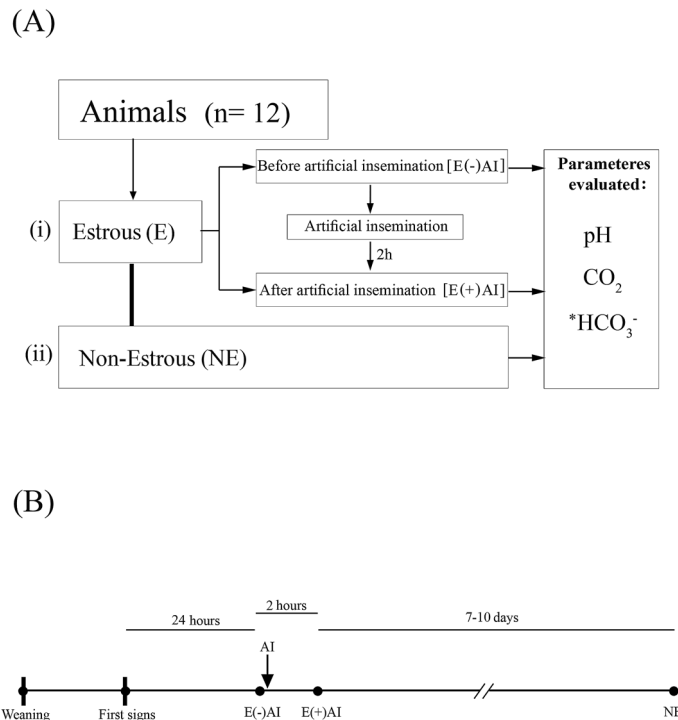 (A)
Animals (n= 12)
Before artificial insemination [E(-)AI]
Parameteres
evaluated:
(i)
Estrous (E)
Artificial insemination
pH
2h
CO₂
After artificial insemination [E(+)AI]
*HCO₃⁻
(ii)
Non-Estrous (NE)
(B)
2 hours
24 hours
7-10 days
AI
Weaning
First signs
E(-)AI
E(+)AI
NE